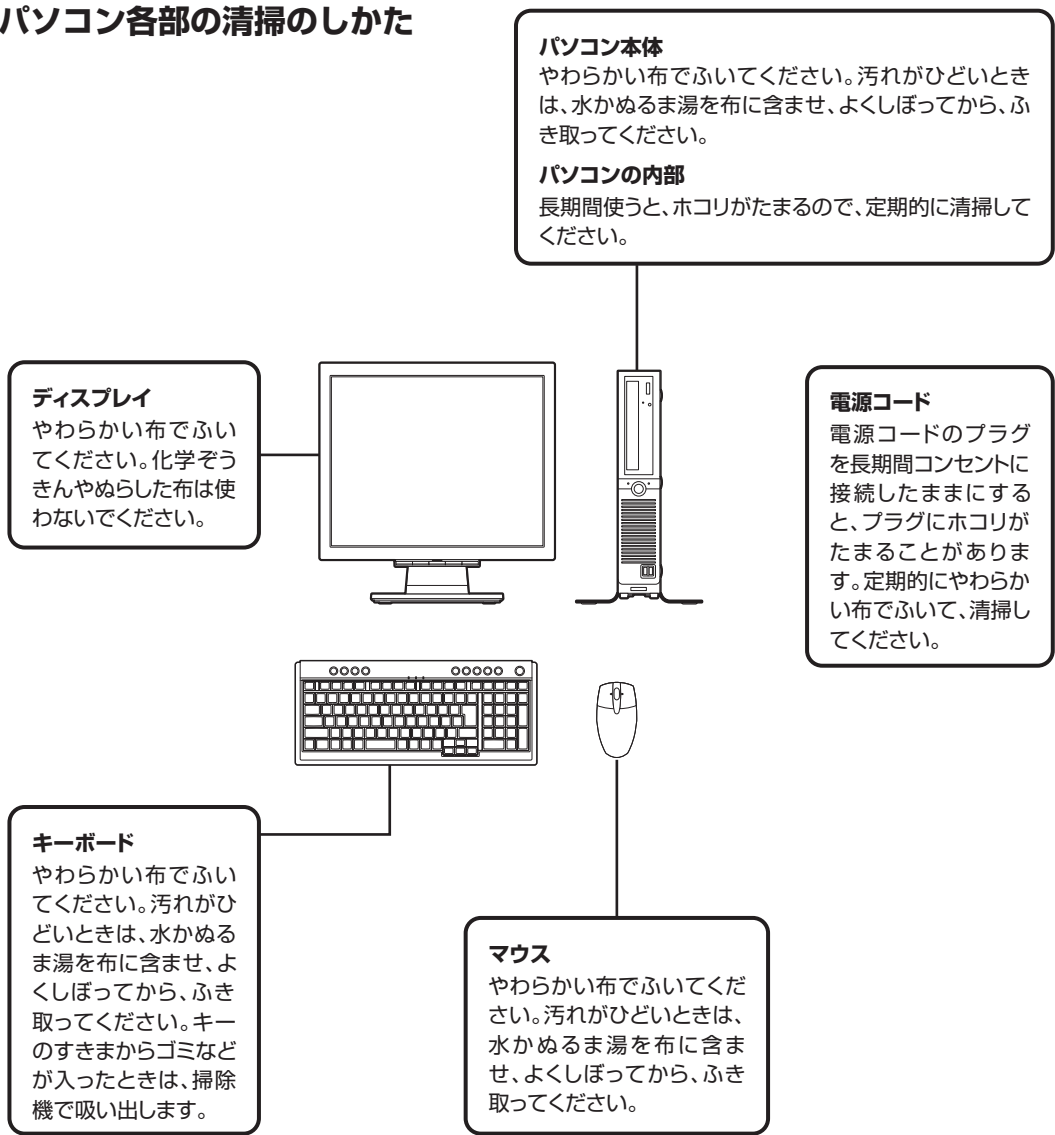 パソコン各部の清掃のしかた
パソコン本体
やわらかい布でふいてください。汚れがひどいとき
は、水かぬるま湯を布に含ませ、よくしぼってから、ふ
き取ってください。
パソコンの内部
長期間使うと、ホコリがたまるので、定期的に清掃して
ください。
ディスプレイ
やわらかい布でふい
てください。化学ぞう
きんやぬらした布は使
わないでください。
電源コード
電源コードのプラグ
を長期間コンセントに
接続したままにする
と、プラグにホコリが
たまることがありま
す。定期的にやわらか
い布でふいて、清掃し
てください。
キーボード
やわらかい布でふい
てください。汚れがひ
どいときは、水かぬる
ま湯を布に含ませ、よ
くしぼってから、ふき
取ってください。キー
のすきまからゴミなど
が入ったときは、掃除
機で吸い出します。
マウス
やわらかい布でふいてくだ
さい。汚れがひどいときは、
水かぬるま湯を布に含ま
せ、よくしぼってから、ふき
取ってください。